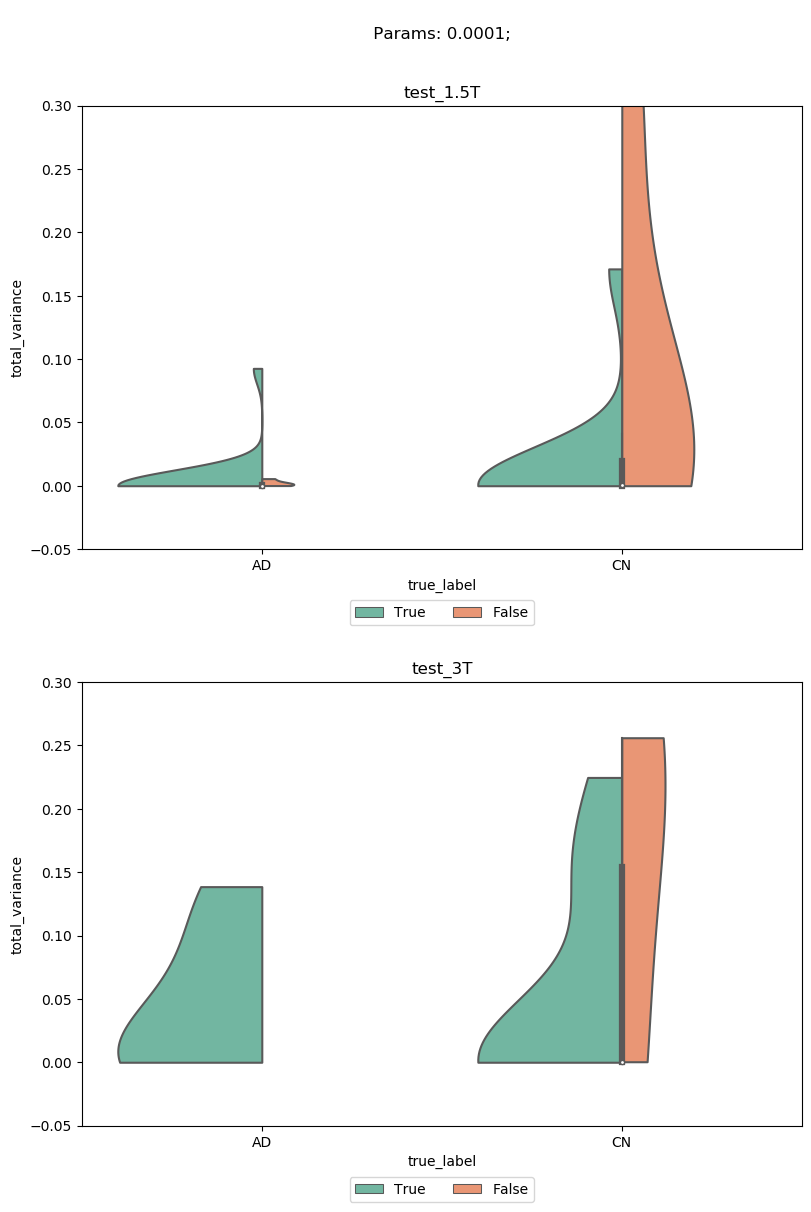 Params: 0.0001;
test_1.5T
0.30
0.25
0.20
0.15
0.10
0.05
0.00
−0.05
total_variance
AD CN
true_label
True False
test_3T
0.30
0.25
0.20
0.15
0.10
0.05
0.00
−0.05
total_variance
AD CN
true_label
True False